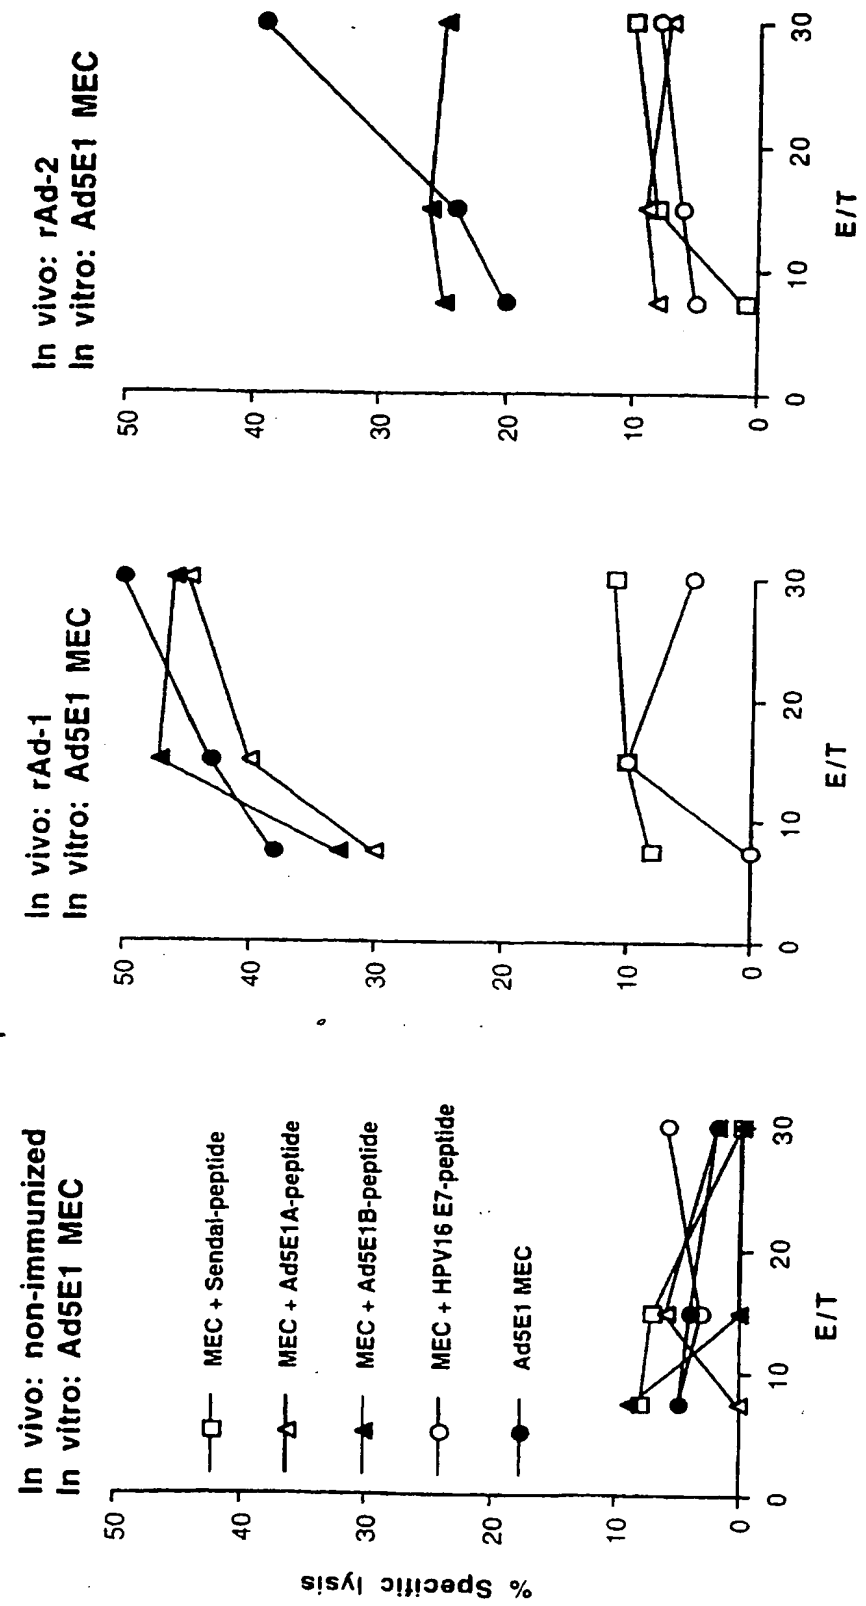 In vivo: non-immunized
In vitro: Ad5E1 MEC
% Specific lysis
50
40
30
20
10
0
0
10
20
30
E/T
MEC + Sendai-peptide
MEC + Ad5E1A-peptide
MEC + Ad5E1B-peptide
MEC + HPV16 E7-peptide
Ad5E1 MEC
In vivo: rAd-1
In vitro: Ad5E1 MEC
50
40
30
20
10
0
0
10
20
30
E/T
In vivo: rAd-2
In vitro: Ad5E1 MEC
50
40
30
20
10
0
0
10
20
30
E/T